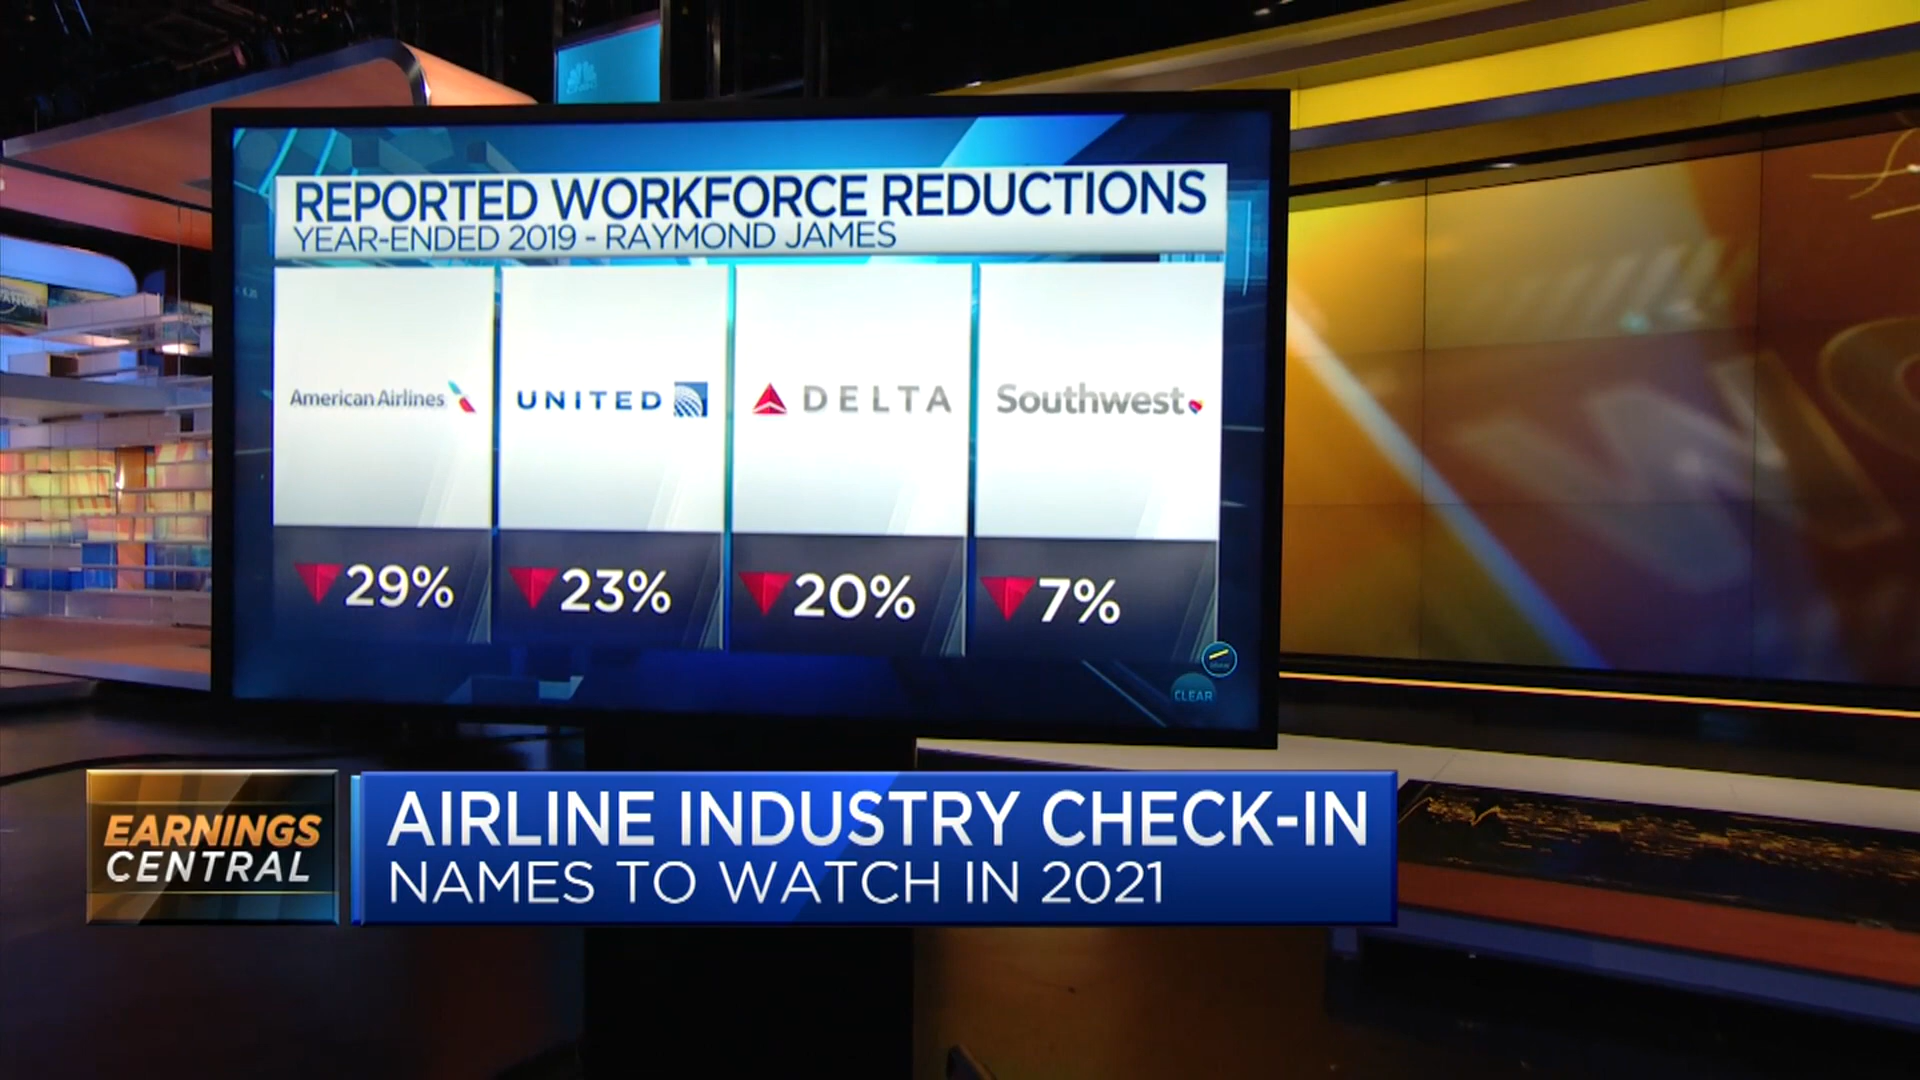 REPORTED WORKFORCE REDUCTIONS
YEAR-ENDED 2019 - RAYMOND JAMES
American Airlines
UNITED
DELTA
Southwest
29%
23%
20%
7%
CLEAR
EARNINGS
CENTRAL
AIRLINE INDUSTRY CHECK-IN
NAMES TO WATCH IN 2021